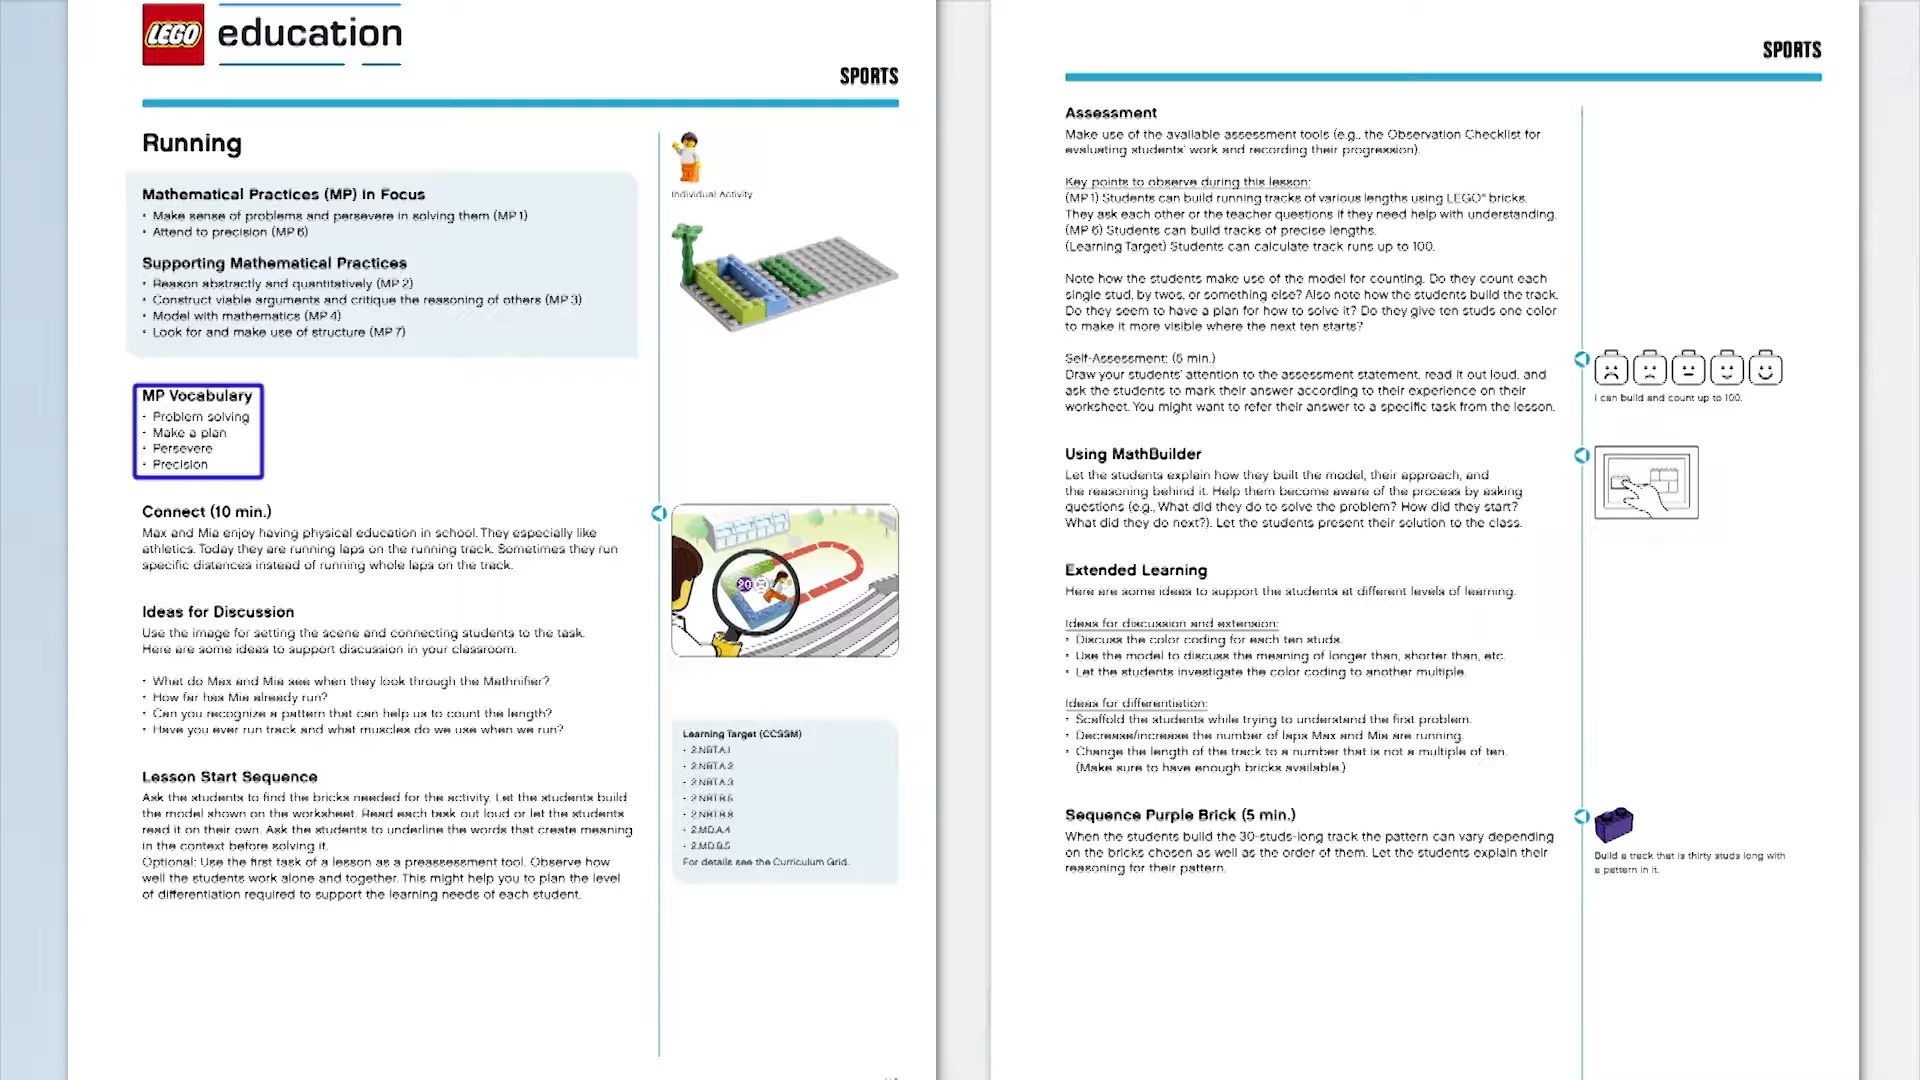 LEGO education
SPORTS
Running
Mathematical Practices (MP) in Focus
• Make sense of problems and persevere in solving them (MP 1)
• Attend to precision (MP 6)
Supporting Mathematical Practices
• Reason abstractly and quantitatively (MP 2)
• Construct viable arguments and critique the reasoning of others (MP 3)
• Model with mathematics (MP 4)
• Look for and make use of structure (MP 7)
MP Vocabulary
• Problem solving
• Make a plan
• Persevere
• Precision
Connect (10 min.)
Max and Mia enjoy having physical education in school. They especially like
athletics. Today they are running laps on the running track. Sometimes they run
specific distances instead of running whole laps on the track.
Ideas for Discussion
Use the image for setting the scene and connecting students to the task.
Here are some ideas to support discussion in your classroom.
• What do Max and Mia see when they look through the Mathnifier?
• How far has Mia already run?
• Can you recognize a pattern that can help us to count the length?
• Have you ever run track and what muscles do we use when we run?
Lesson Start Sequence
Ask the students to find the bricks needed for the activity. Let the students build
the model shown on the worksheet. Read each task out loud or let the students
read it on their own. Ask the students to underline the words that create meaning
in the context before solving it.
Optional: Use the first task of a lesson as a preassessment tool. Observe how
well the students work alone and together. This might help you to plan the level
of differentiation required to support the learning needs of each student.
Individual Activity
20
Learning Target (CCSSM)
• 2.NBT.A.1
• 2.NBT.A.2
• 2.NBT.A.3
• 2.NBT.B.5
• 2.NBT.B.8
• 2.MD.A.4
• 2.MD.B.5
For details see the Curriculum Grid.
SPORTS
Assessment
Make use of the available assessment tools (e.g., the Observation Checklist for
evaluating students' work and recording their progression).
Key points to observe during this lesson:
(MP 1) Students can build running tracks of various lengths using LEGO® bricks.
They ask each other or the teacher questions if they need help with understanding.
(MP 6) Students can build tracks of precise lengths.
(Learning Target) Students can calculate track runs up to 100.
Note how the students make use of the model for counting. Do they count each
single stud, by twos, or something else? Also note how the students build the track.
Do they seem to have a plan for how to solve it? Do they give ten studs one color
to make it more visible where the next ten starts?
Self-Assessment: (5 min.)
Draw your students' attention to the assessment statement, read it out loud, and
ask the students to mark their answer according to their experience on their
worksheet. You might want to refer their answer to a specific task from the lesson.
I can build and count up to 100.
Using MathBuilder
Let the students explain how they built the model, their approach, and
the reasoning behind it. Help them become aware of the process by asking
questions (e.g., What did they do to solve the problem? How did they start?
What did they do next?). Let the students present their solution to the class.
Extended Learning
Here are some ideas to support the students at different levels of learning.
Ideas for discussion and extension:
• Discuss the color coding for each ten studs.
• Use the model to discuss the meaning of longer than, shorter than, etc.
• Let the students investigate the color coding to another multiple.
Ideas for differentiation:
• Scaffold the students while trying to understand the first problem.
• Decrease/increase the number of laps Max and Mia are running.
• Change the length of the track to a number that is not a multiple of ten.
(Make sure to have enough bricks available.)
Sequence Purple Brick (5 min.)
When the students build the 30-studs-long track the pattern can vary depending
on the bricks chosen as well as the order of them. Let the students explain their
reasoning for their pattern.
Build a track that is thirty studs long with
a pattern in it.